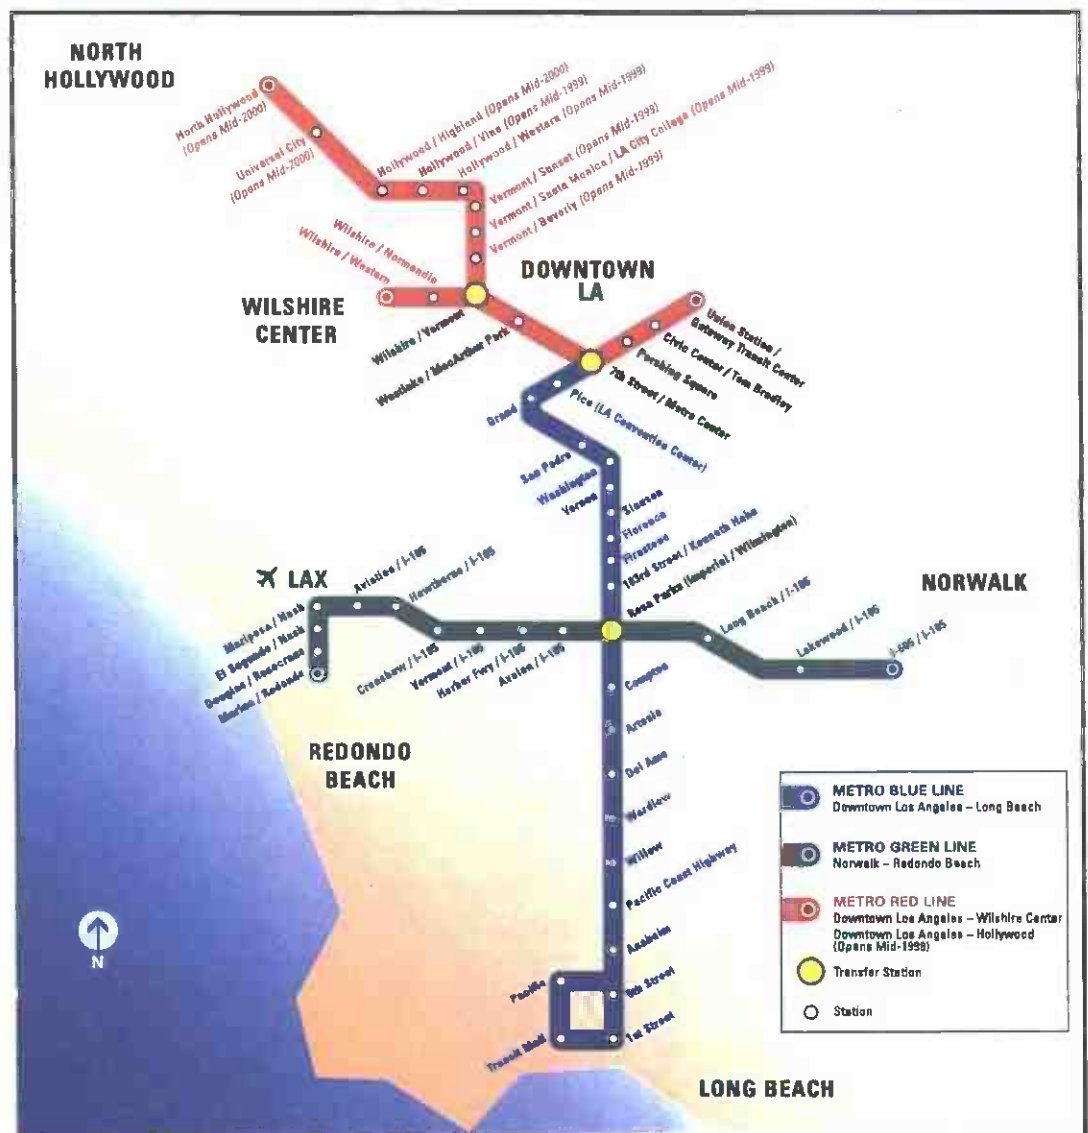 NORTH
HOLLYWOOD
North Hollywood
(Opens Mid-2000)
Universal City
(Opens Mid-2000)
Hollywood / Highland (Opens Mid-2000)
Hollywood / Vine (Opens Mid-1999)
Hollywood / Western (Opens Mid-1999)
Vermont / Sunset (Opens Mid-1999)
Vermont / Santa Monica / LA City College (Opens Mid-1999)
Vermont / Beverly (Opens Mid-1999)
Wilshire / Normandie
Wilshire / Western
DOWNTOWN
LA
WILSHIRE
CENTER
Wilshire / Vermont
Westlake / MacArthur Park
Union Station /
Gateway Transit Center
Civic Center / Tom Bradley
Pershing Square
7th Street / Metro Center
Pico (LA Convention Center)
Grand
San Pedro
Washington
Vernon
Slauson
Florence
Firestone
103rd Street / Kenneth Hahn
Rosa Parks (Imperial / Wilmington)
LAX
Aviation / I-105
Hawthorne / I-105
Mariposa / Nash
El Segundo / Nash
Douglas / Rosecrans
Marine / Redondo
Crenshaw / I-105
Vermont / I-105
Harbor Fwy / I-105
Avalon / I-105
NORWALK
Long Beach / I-105
Lakewood / I-105
I-605 / I-105
Compton
Artesia
Del Amo
Wardlow
Willow
Pacific Coast Highway
Anaheim
5th Street
1st Street
Pacific
Transit Mall
REDONDO
BEACH
LONG BEACH
N
METRO BLUE LINE
Downtown Los Angeles – Long Beach
METRO GREEN LINE
Norwalk – Redondo Beach
METRO RED LINE
Downtown Los Angeles – Wilshire Center
Downtown Los Angeles – Hollywood
(Opens Mid-1999)
Transfer Station
Station